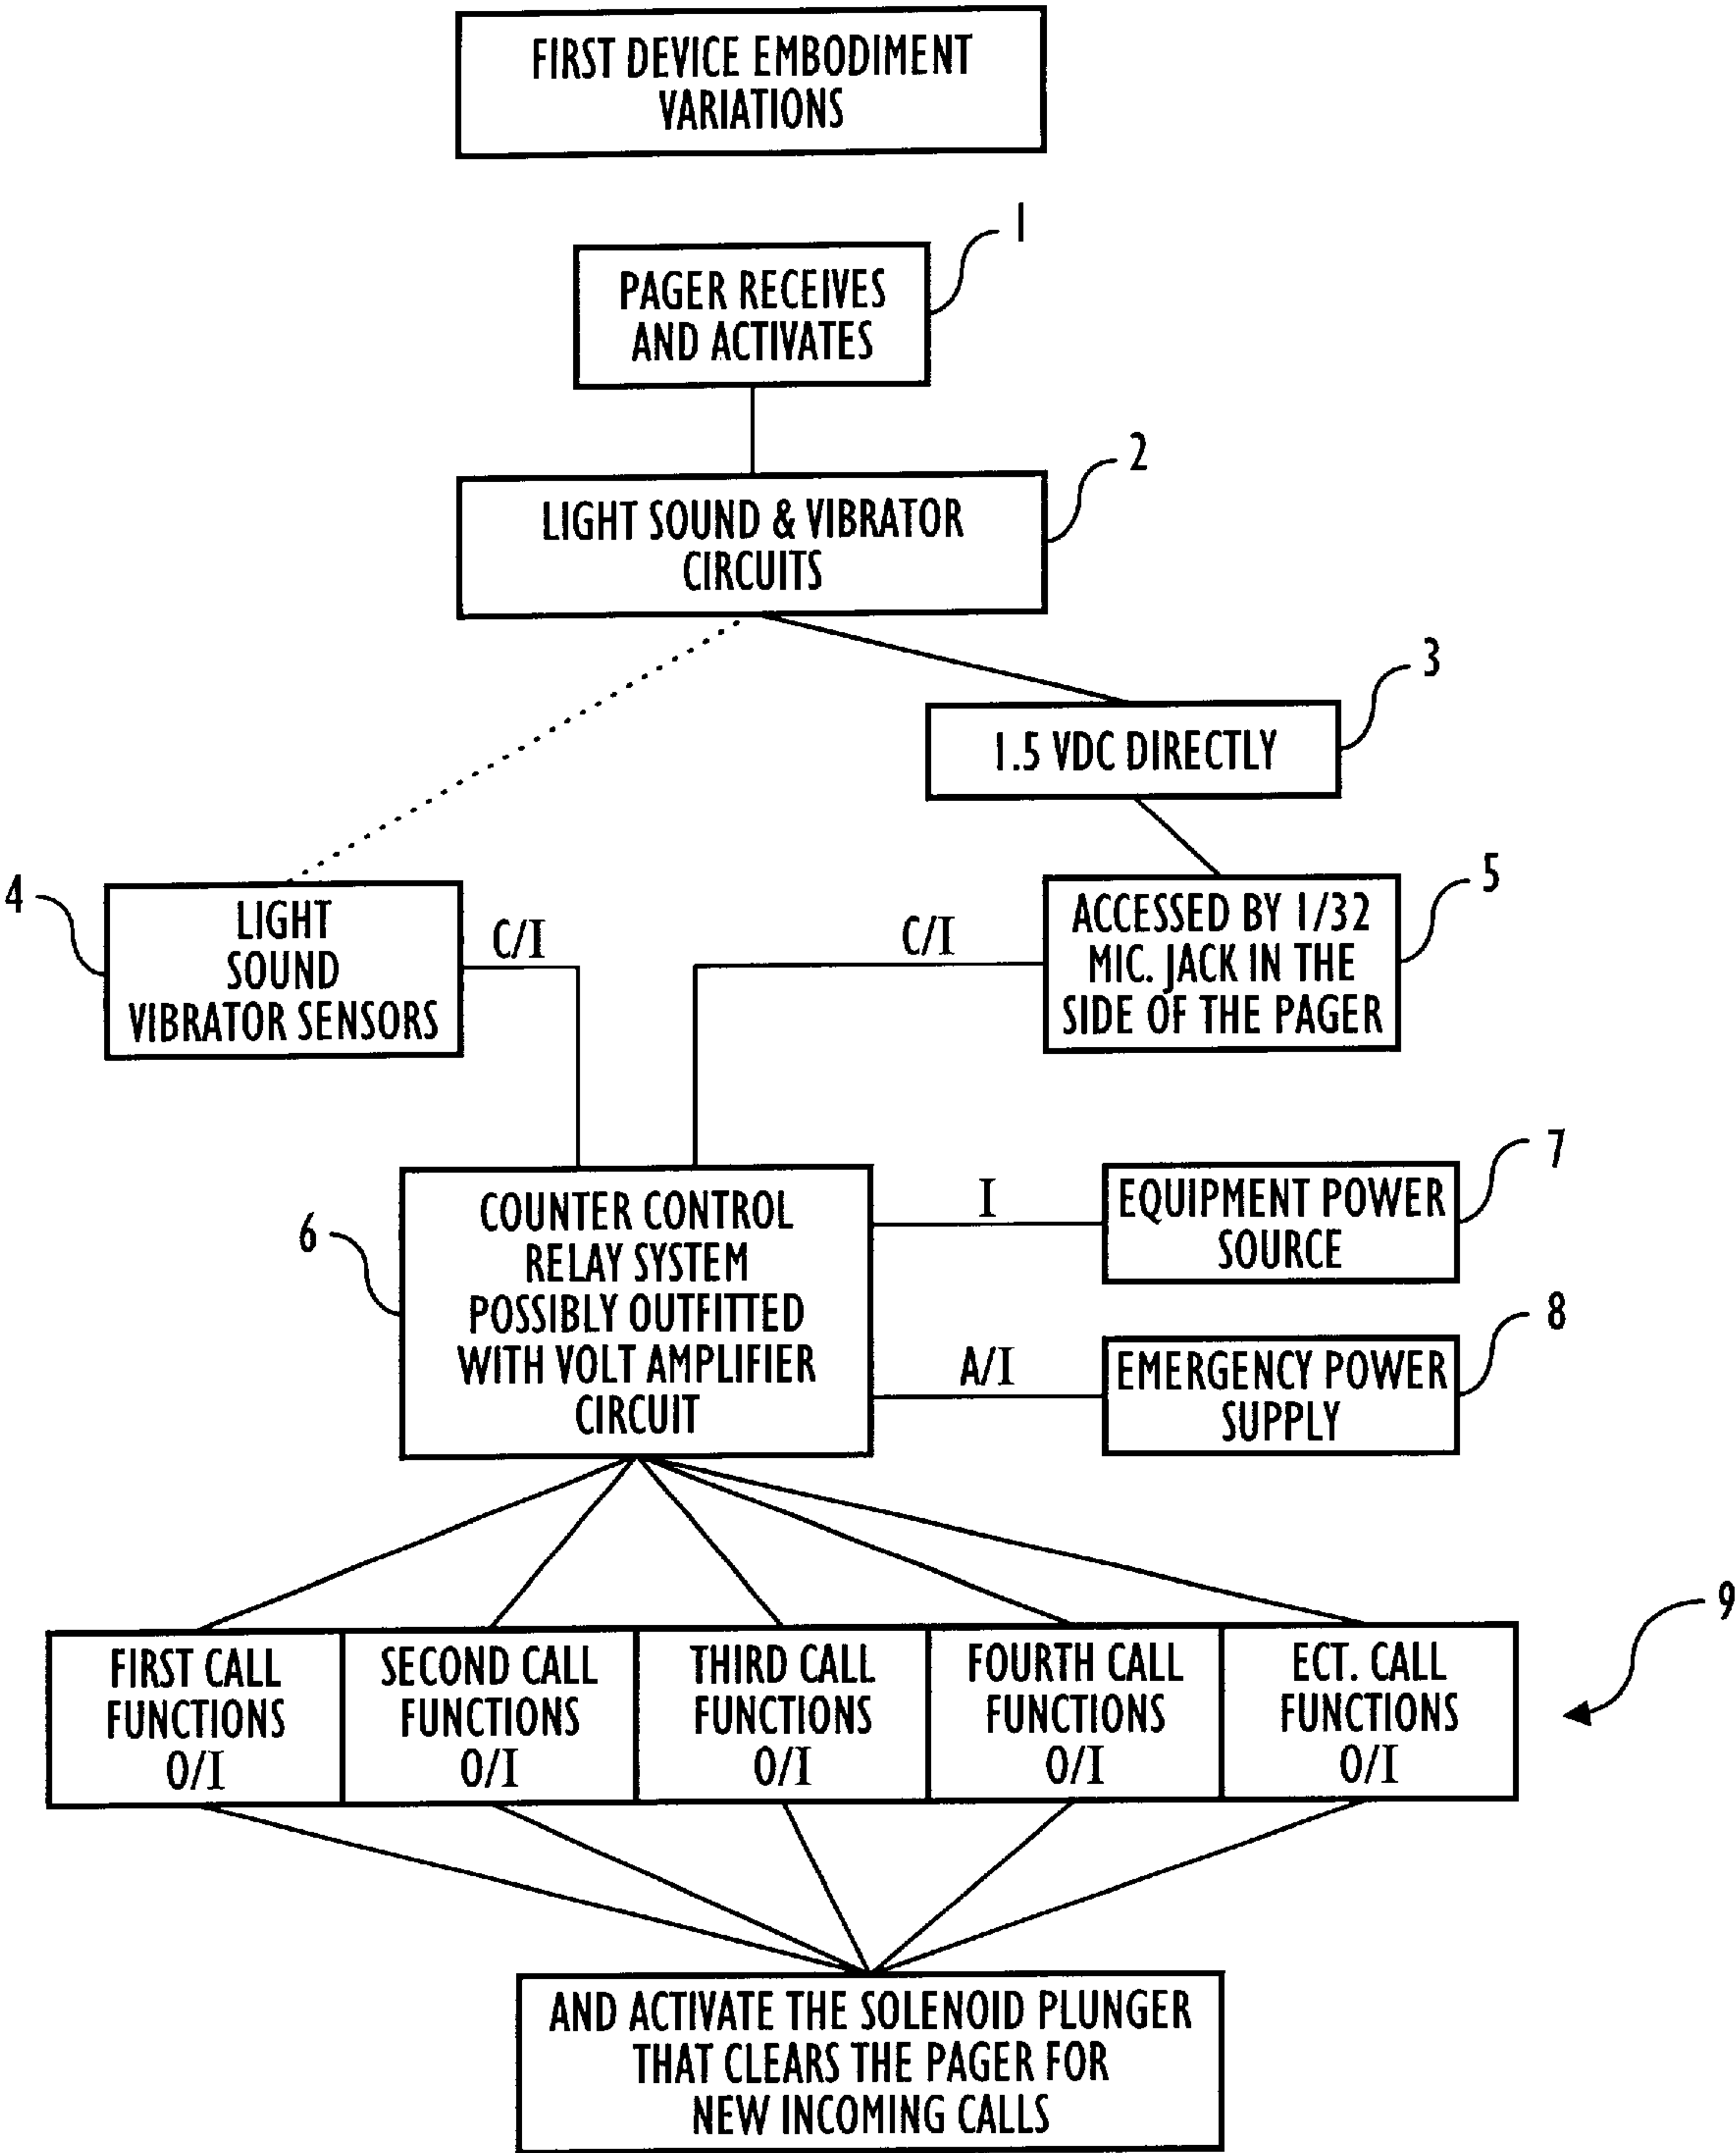 FIRST DEVICE EMBODIMENT
VARIATIONS
1
PAGER RECEIVES
AND ACTIVATES
2
LIGHT SOUND & VIBRATOR
CIRCUITS
3
1.5 VDC DIRECTLY
4
LIGHT
SOUND
VIBRATOR SENSORS
C/I
C/I
5
ACCESSED BY 1/32
MIC. JACK IN THE
SIDE OF THE PAGER
6
COUNTER CONTROL
RELAY SYSTEM
POSSIBLY OUTFITTED
WITH VOLT AMPLIFIER
CIRCUIT
I
7
EQUIPMENT POWER
SOURCE
A/I
8
EMERGENCY POWER
SUPPLY
9
FIRST CALL
FUNCTIONS
O/I
SECOND CALL
FUNCTIONS
O/I
THIRD CALL
FUNCTIONS
O/I
FOURTH CALL
FUNCTIONS
O/I
ECT. CALL
FUNCTIONS
O/I
AND ACTIVATE THE SOLENOID PLUNGER
THAT CLEARS THE PAGER FOR
NEW INCOMING CALLS